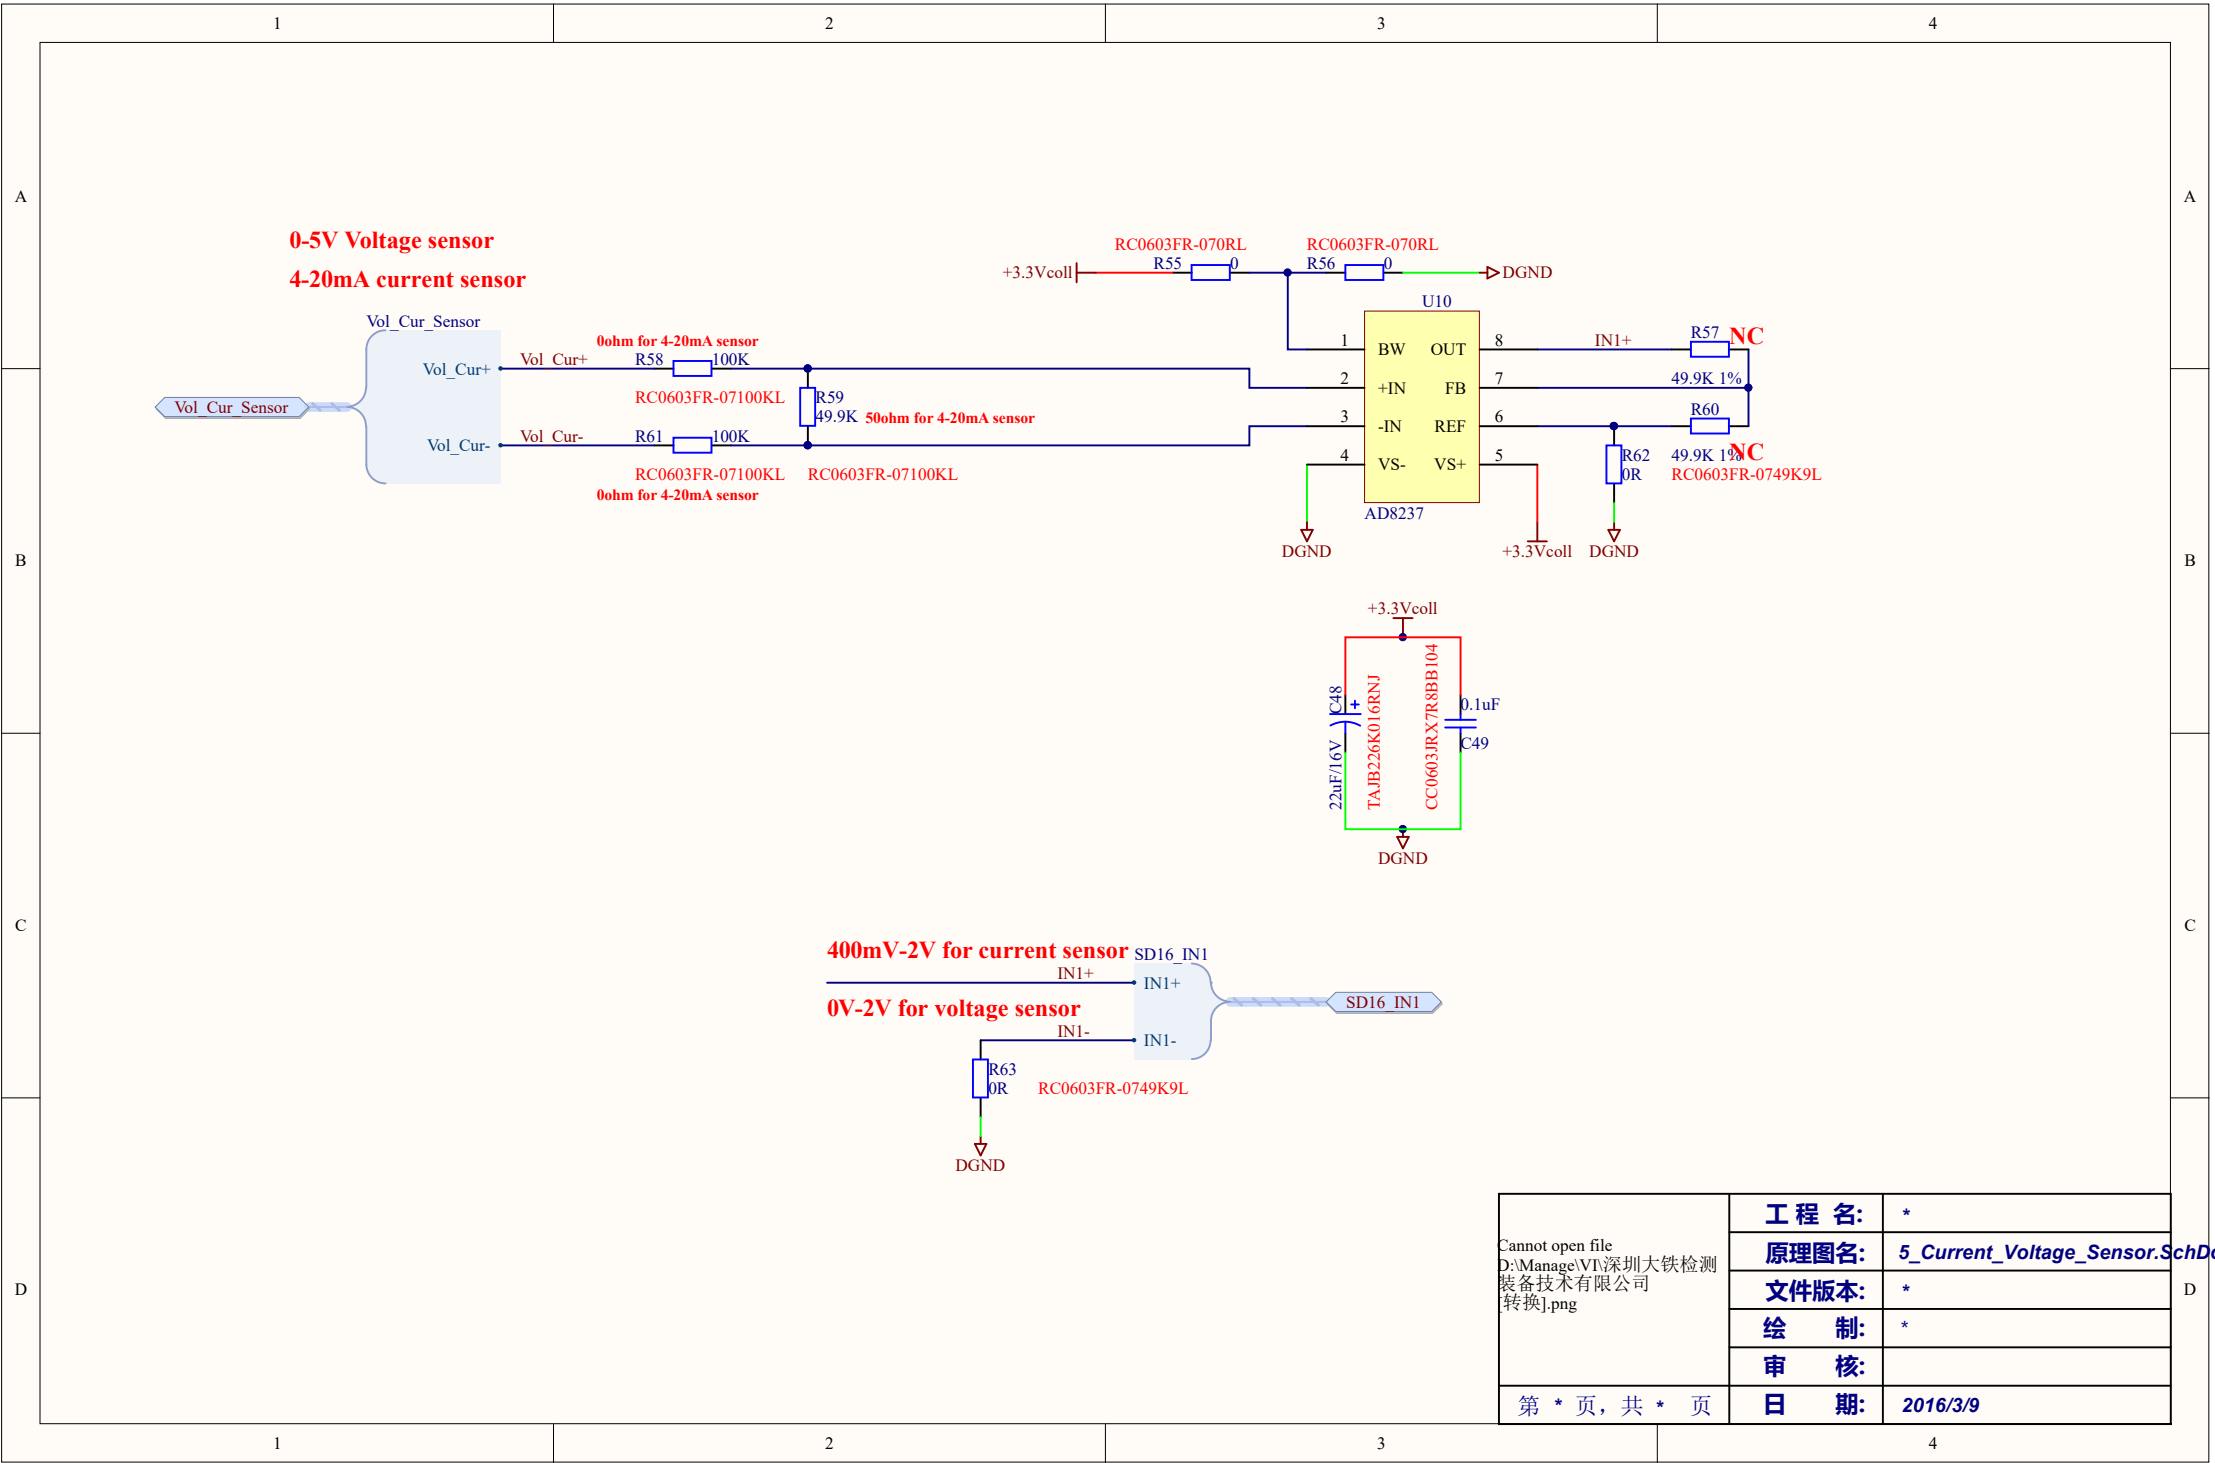 1 2 3 4
A A
0-5V Voltage sensor
4-20mA current sensor
Vol_Cur_Sensor
Vol_Cur_Sensor
Vol_Cur+
Vol_Cur-
Vol_Cur+
Vol_Cur-
0ohm for 4-20mA sensor
R58 100K
RC0603FR-07100KL
R59
49.9K 50ohm for 4-20mA sensor
R61 100K
RC0603FR-07100KL RC0603FR-07100KL
0ohm for 4-20mA sensor
RC0603FR-070RL RC0603FR-070RL
+3.3Vcoll R55 0 R56 0 DGND
U10
1 BW OUT 8 IN1+ R57 NC
2 +IN FB 7 49.9K 1%
3 -IN REF 6 R60
4 VS- VS+ 5 R62 49.9K 1% NC
0R RC0603FR-0749K9L
AD8237
DGND +3.3Vcoll DGND
B B
+3.3Vcoll
C48
22uF/16V
TAJB226K016RNJ
CC0603JRX7R8BB104
0.1uF
C49
DGND
C C
400mV-2V for current sensor SD16_IN1
IN1+ IN1+
0V-2V for voltage sensor SD16_IN1
IN1- IN1-
R63
0R RC0603FR-0749K9L
DGND
D D
Cannot open file
D:\Manage\VI\深圳大铁检测
装备技术有限公司
[转换].png
工 程 名: *
原理图名: 5_Current_Voltage_Sensor.SchDo
文件版本: *
绘 制: *
审 核:
第 * 页，共 * 页 日 期: 2016/3/9
1 2 3 4